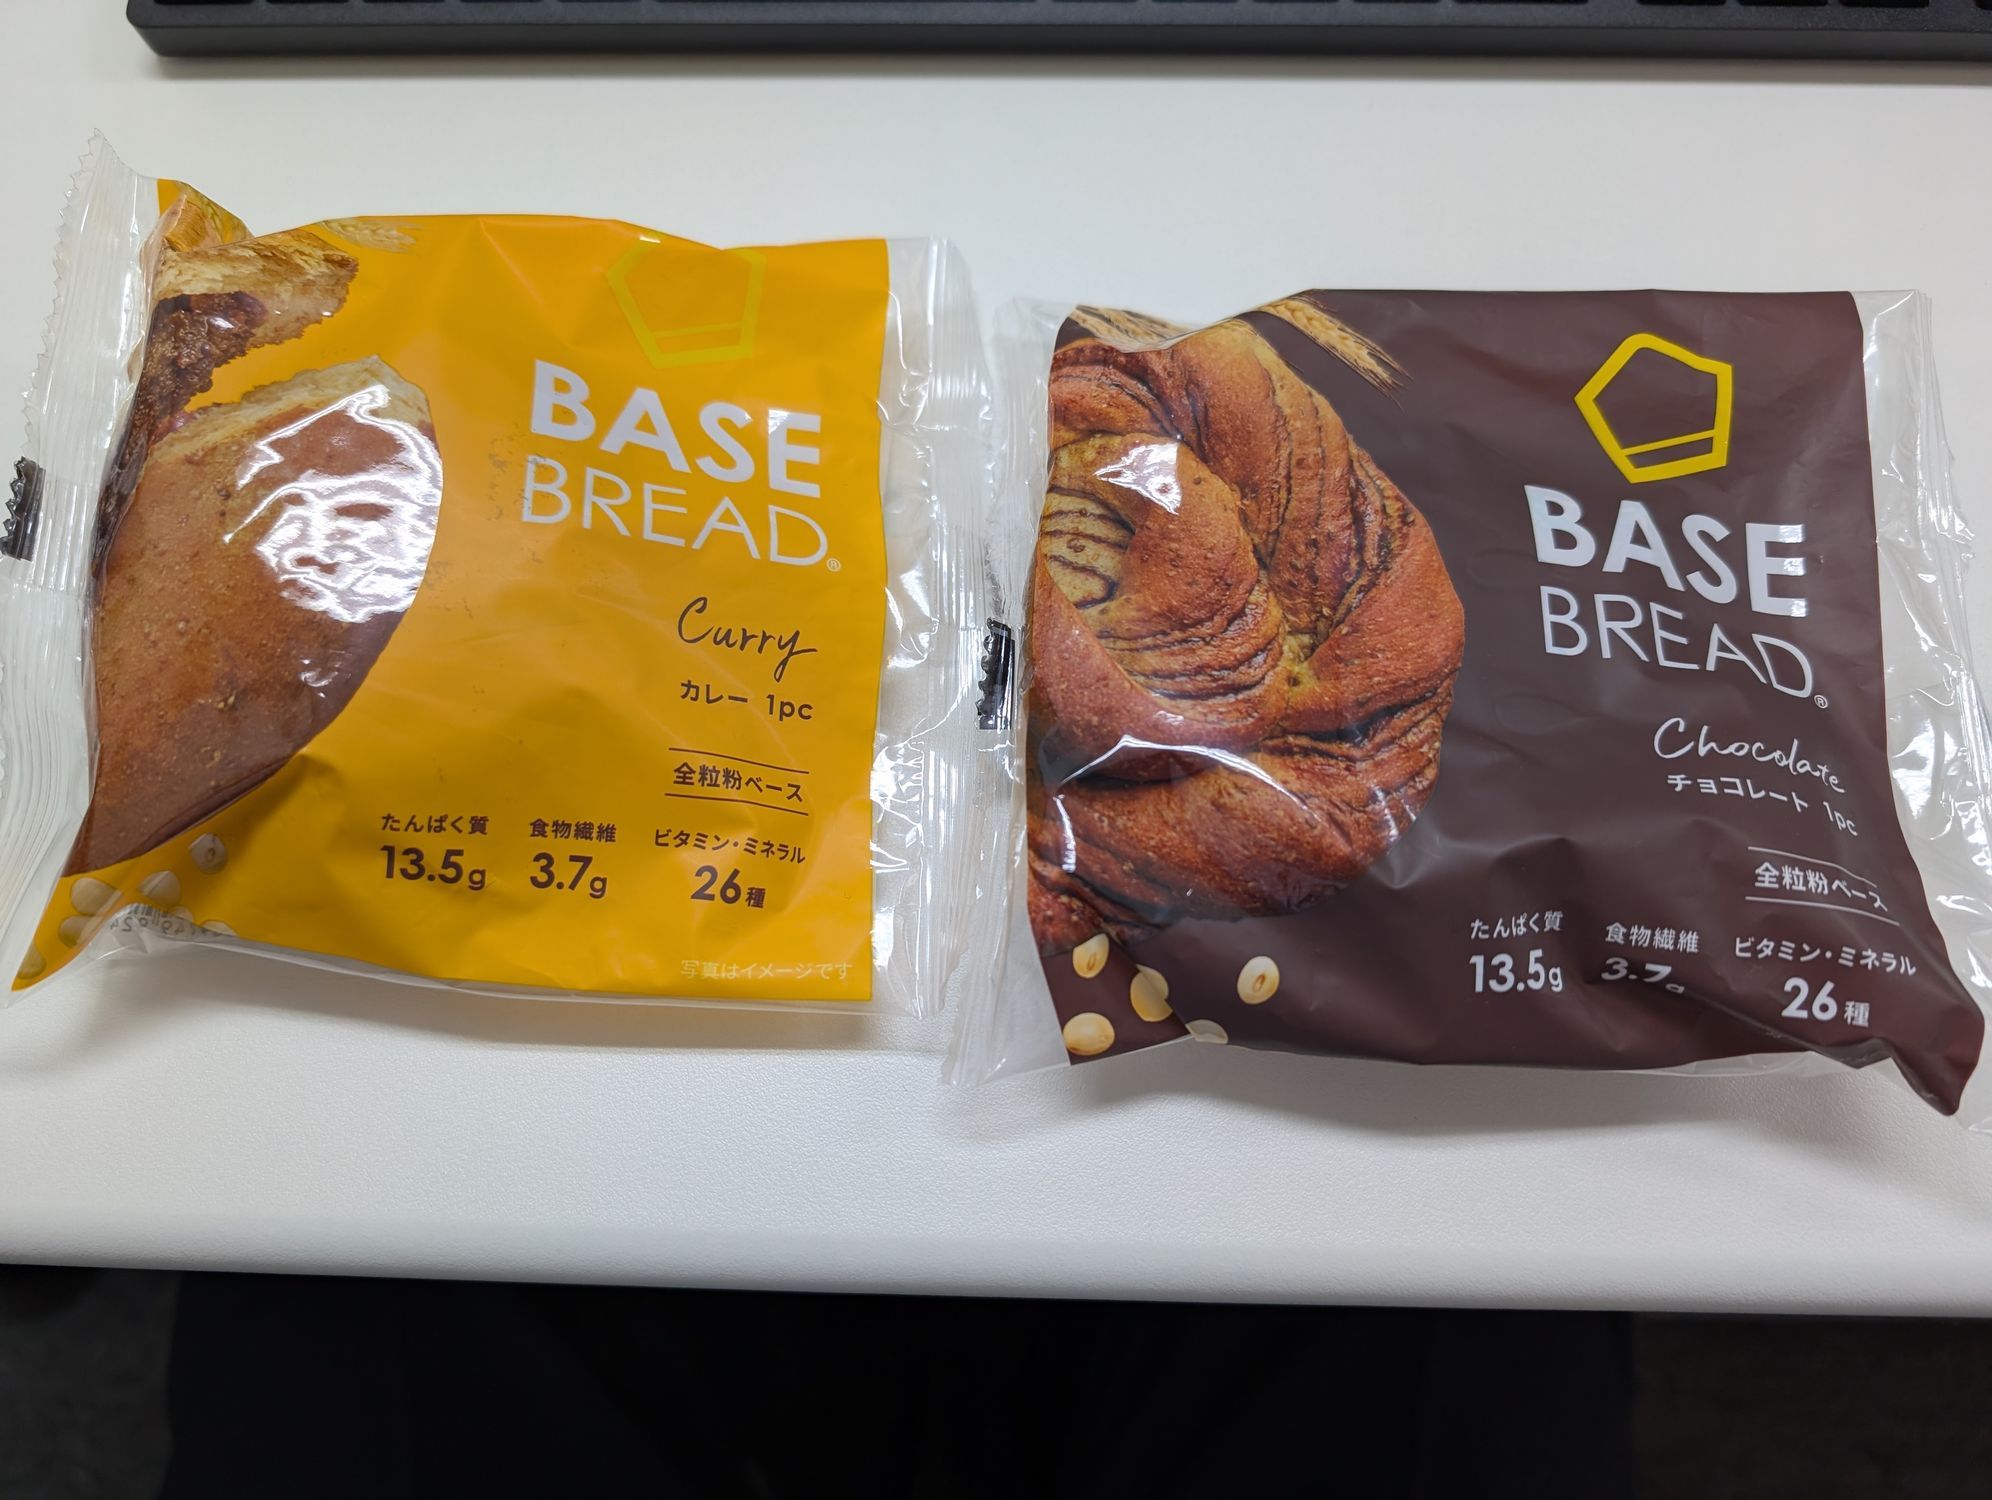 BASE
BREAD®
Curry
カレー 1pc
全粒粉ベース
たんぱく質 食物繊維 ビタミン・ミネラル
13.5g 3.7g 26種
写真はイメージです
BASE
BREAD®
Chocolate
チョコレート 1pc
全粒粉ベース
たんぱく質 食物繊維 ビタミン・ミネラル
13.5g 3.7g 26種